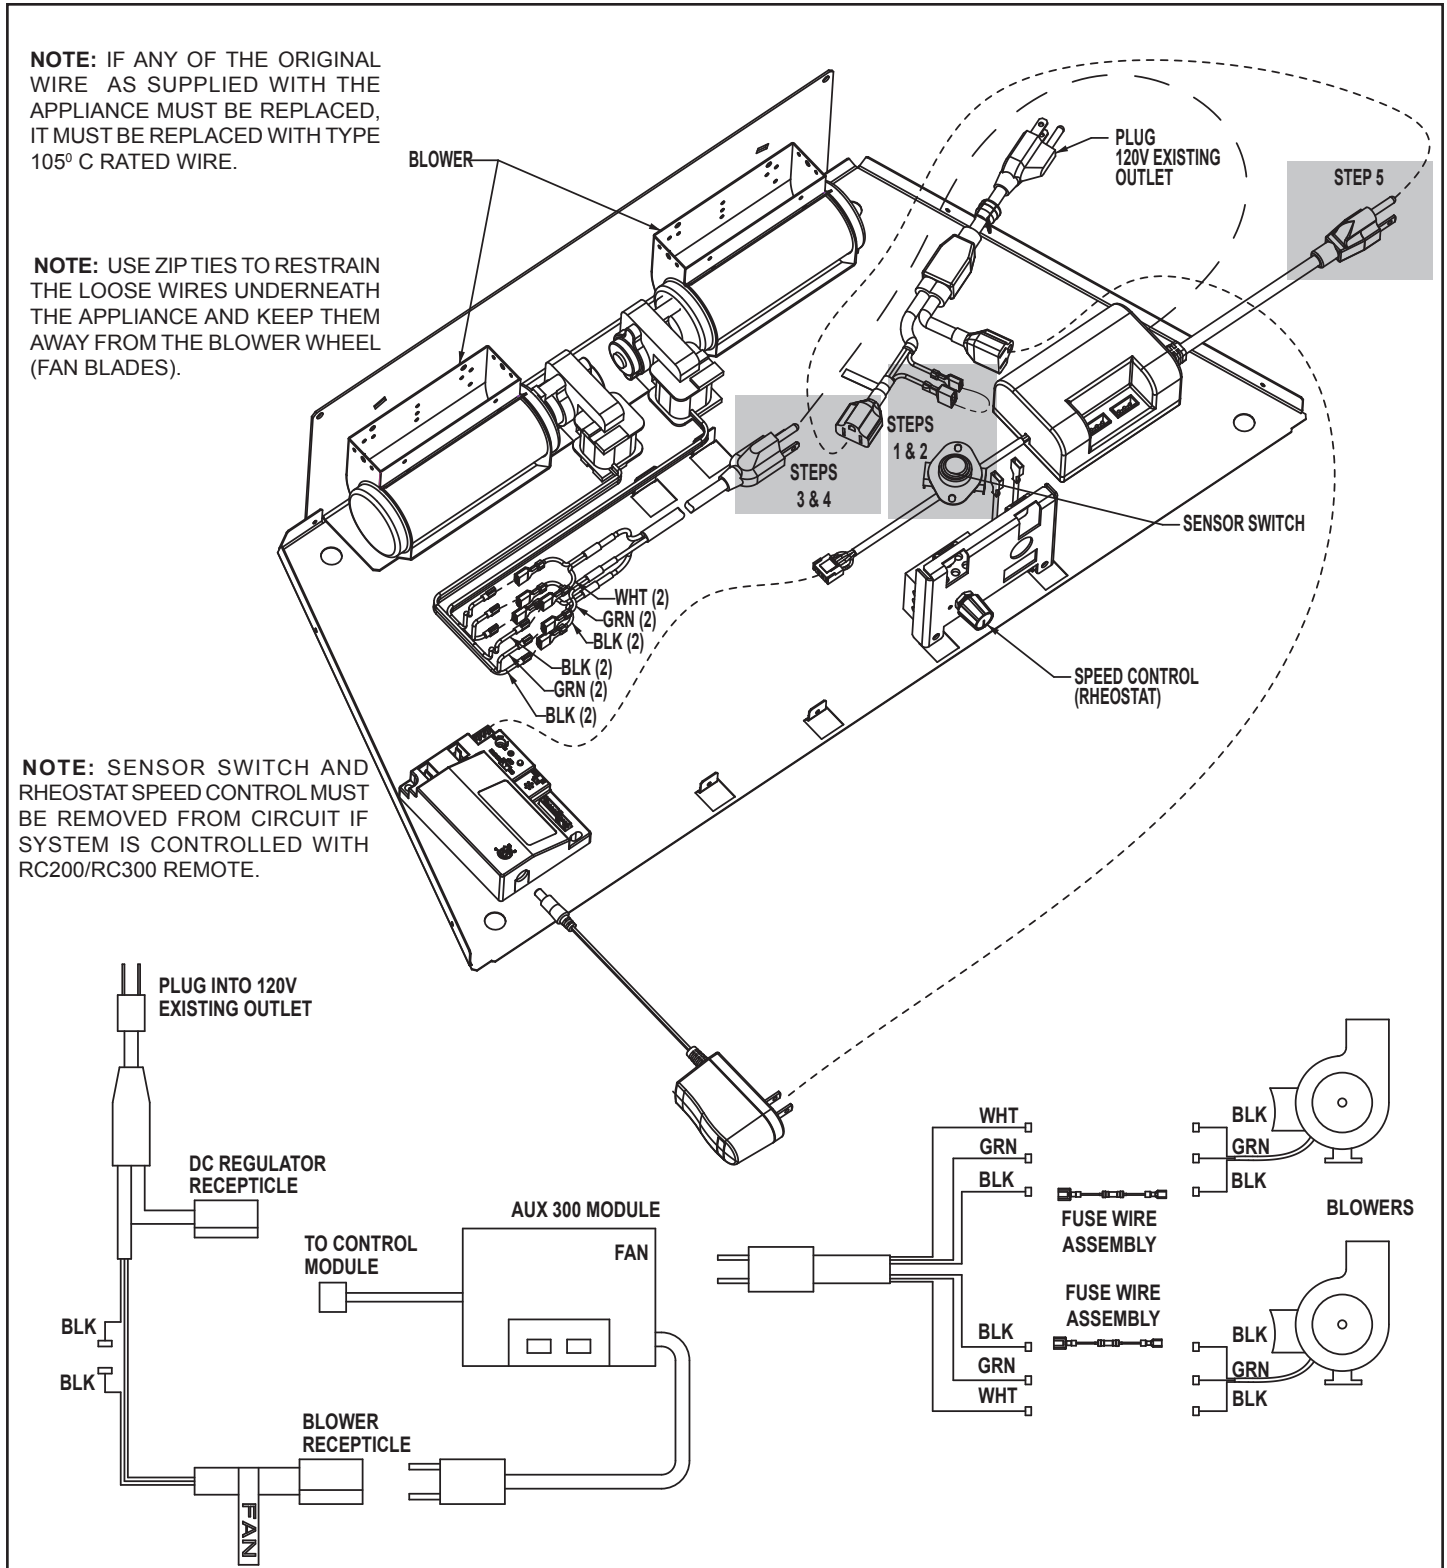 NOTE: IF ANY OF THE ORIGINAL
WIRE AS SUPPLIED WITH THE
APPLIANCE MUST BE REPLACED,
IT MUST BE REPLACED WITH TYPE
105⁰ C RATED WIRE.
BLOWER
PLUG
120V EXISTING
OUTLET
STEP 5
NOTE: USE ZIP TIES TO RESTRAIN
THE LOOSE WIRES UNDERNEATH
THE APPLIANCE AND KEEP THEM
AWAY FROM THE BLOWER WHEEL
(FAN BLADES).
STEPS
1 & 2
STEPS
3 & 4
SENSOR SWITCH
WHT (2)
GRN (2)
BLK (2)
BLK (2)
GRN (2)
BLK (2)
SPEED CONTROL
(RHEOSTAT)
NOTE: SENSOR SWITCH AND
RHEOSTAT SPEED CONTROL MUST
BE REMOVED FROM CIRCUIT IF
SYSTEM IS CONTROLLED WITH
RC200/RC300 REMOTE.
PLUG INTO 120V
EXISTING OUTLET
DC REGULATOR
RECEPTICLE
BLK
BLK
BLOWER
RECEPTICLE
FAN
TO CONTROL
MODULE
AUX 300 MODULE
FAN
WHT
GRN
BLK
FUSE WIRE
ASSEMBLY
FUSE WIRE
ASSEMBLY
BLK
GRN
WHT
BLK
GRN
BLK
BLOWERS
BLK
GRN
BLK